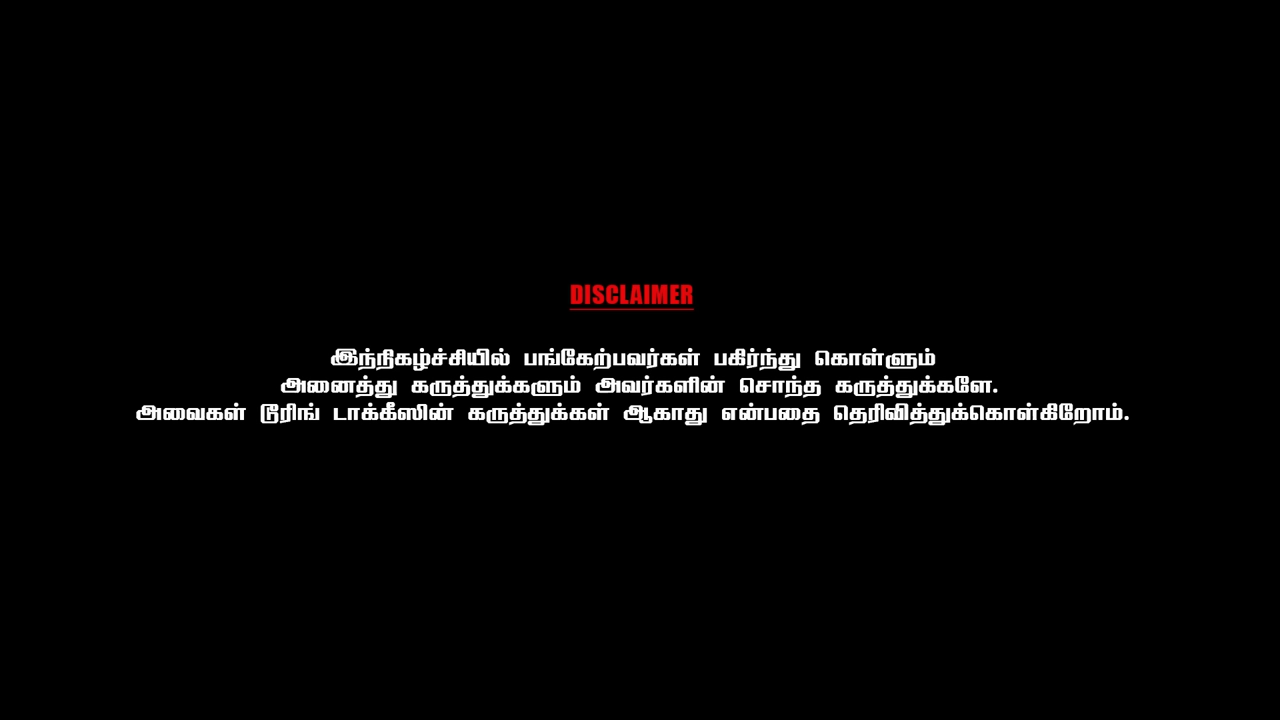 DISCLAIMER
இந்நிகழ்ச்சியில் பங்கேற்பவர்கள் பகிர்ந்து கொள்ளும்
அனைத்து கருத்துக்களும் அவர்களின் சொந்த கருத்துக்களே.
அவைகள் டூரிங் டாக்கீஸின் கருத்துக்கள் ஆகாது என்பதை தெரிவித்துக்கொள்கிறோம்.